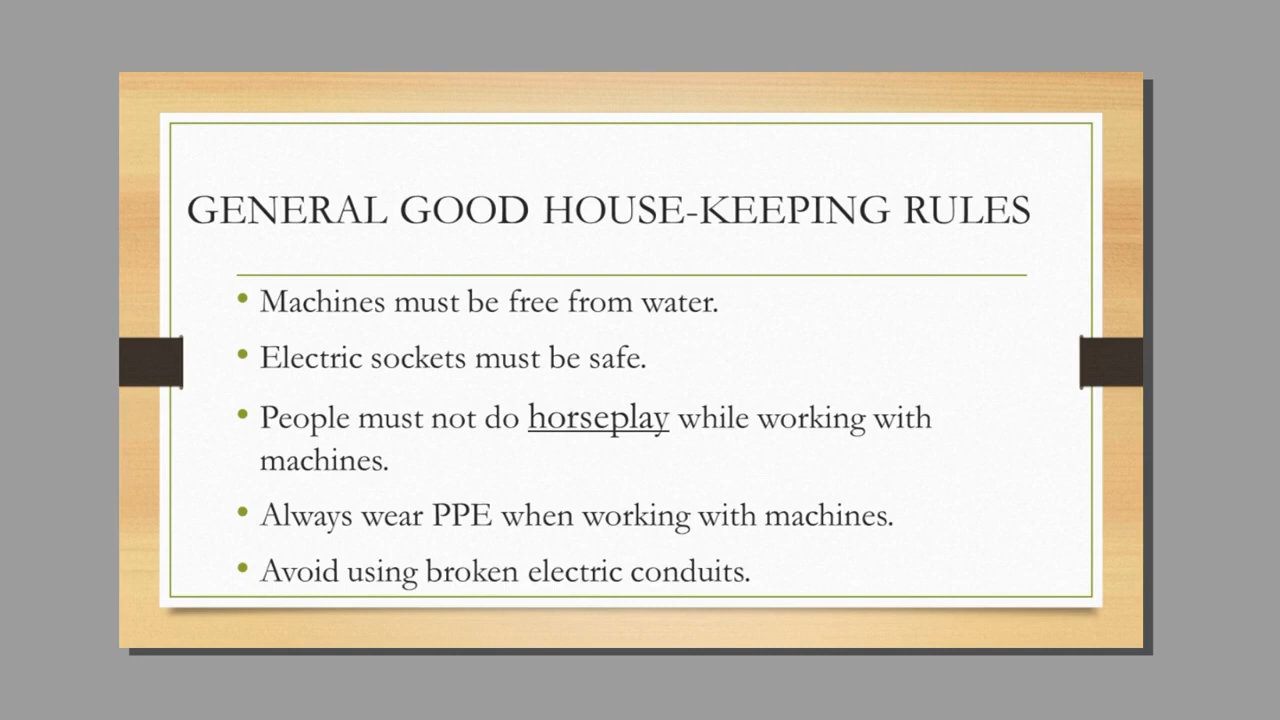 GENERAL GOOD HOUSE-KEEPING RULES
• Machines must be free from water.
• Electric sockets must be safe.
• People must not do horseplay while working with
machines.
• Always wear PPE when working with machines.
• Avoid using broken electric conduits.